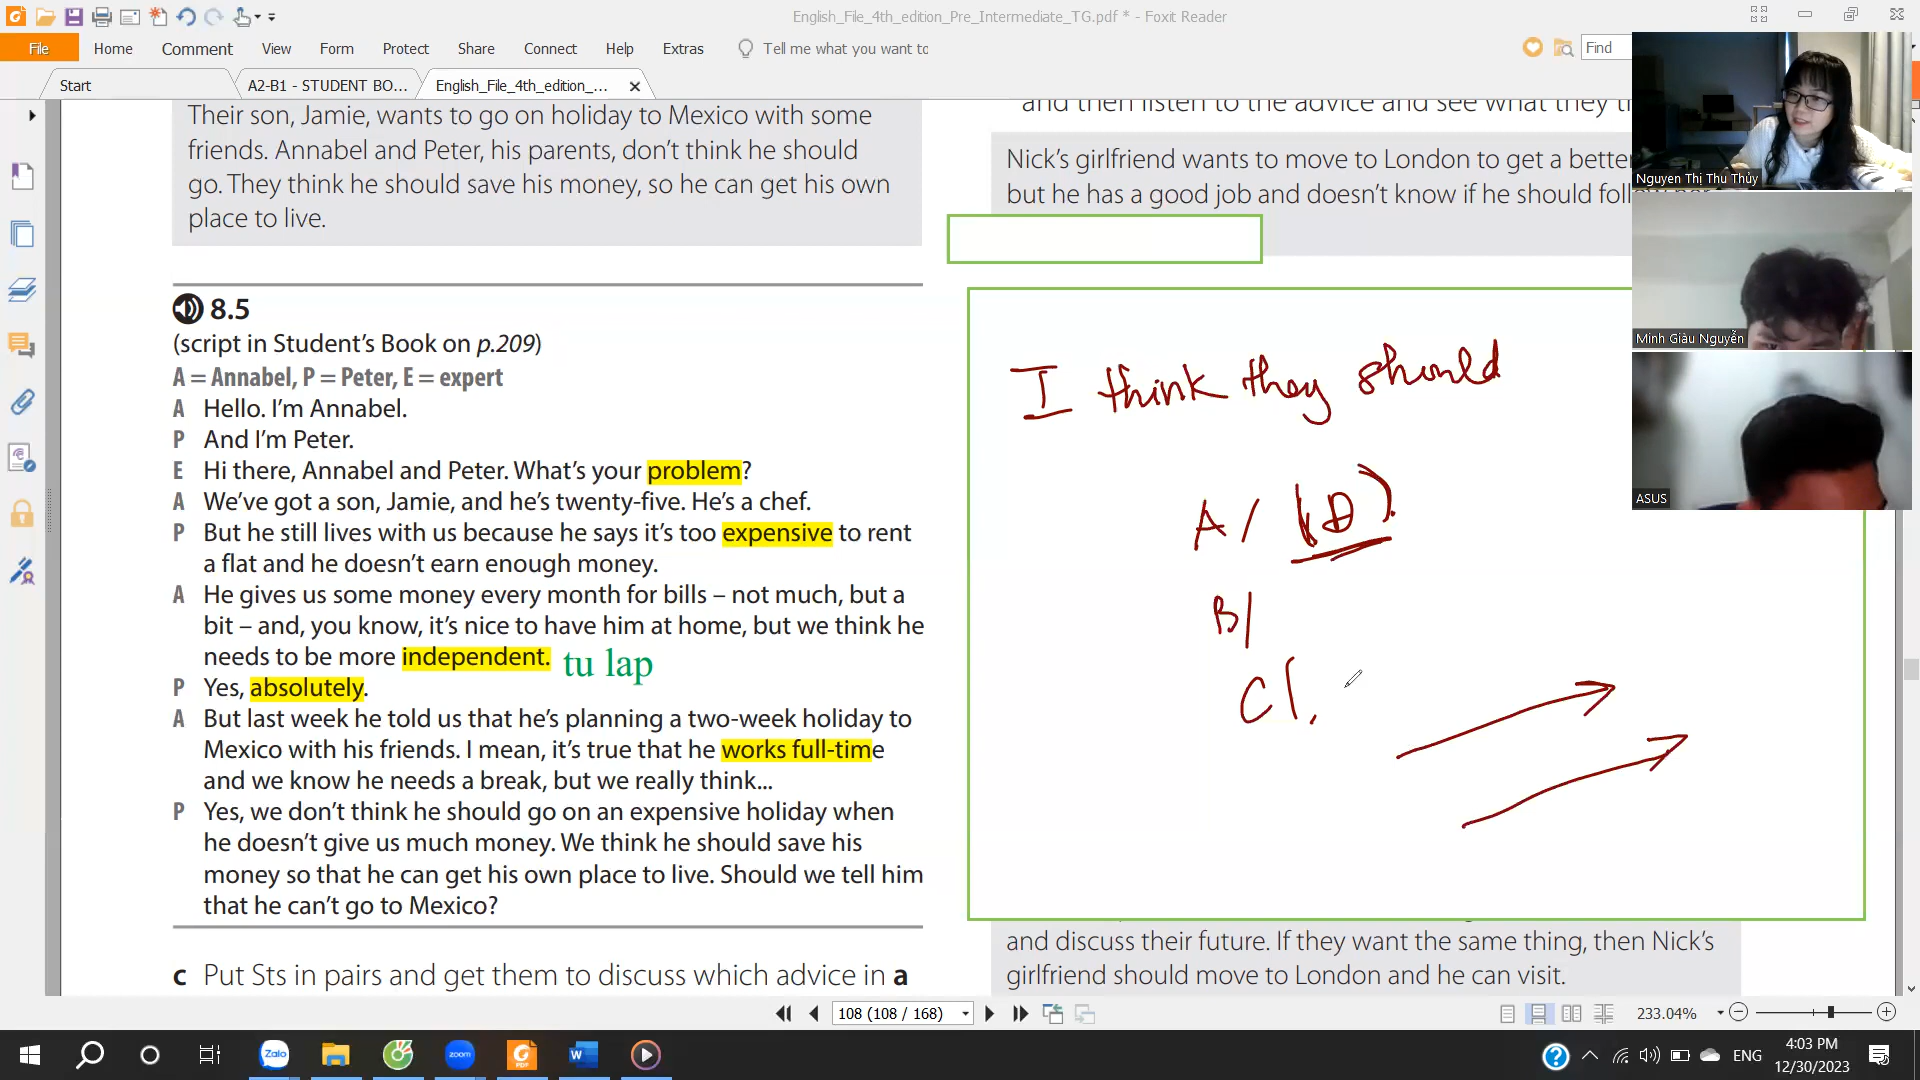 English_File_4th_edition_Pre_Intermediate_TG.pdf * - Foxit Reader
File Home Comment View Form Protect Share Connect Help Extras Tell me what you want to Find
Start A2-B1 - STUDENT BO... English_File_4th_edition_...
Their son, Jamie, wants to go on holiday to Mexico with some
friends. Annabel and Peter, his parents, don't think he should
go. They think he should save his money, so he can get his own
place to live.
8.5
(script in Student's Book on p.209)
A = Annabel, P = Peter, E = expert
A Hello. I'm Annabel.
P And I'm Peter.
E Hi there, Annabel and Peter. What's your problem?
A We've got a son, Jamie, and he's twenty-five. He's a chef.
P But he still lives with us because he says it's too expensive to rent
a flat and he doesn't earn enough money.
A He gives us some money every month for bills – not much, but a
bit – and, you know, it's nice to have him at home, but we think he
needs to be more independent. tu lap
P Yes, absolutely.
A But last week he told us that he's planning a two-week holiday to
Mexico with his friends. I mean, it's true that he works full-time
and we know he needs a break, but we really think...
P Yes, we don't think he should go on an expensive holiday when
he doesn't give us much money. We think he should save his
money so that he can get his own place to live. Should we tell him
that he can't go to Mexico?
c Put Sts in pairs and get them to discuss which advice in a
and then listen to the advice and see what they
Nick's girlfriend wants to move to London to get a better
but he has a good job and doesn't know if he should
I think they should
A/ (D).
B/
C/.
and discuss their future. If they want the same thing, then Nick's
girlfriend should move to London and he can visit.
Nguyen Thị Thu Thủy
Minh Giàu Nguyễn
ASUS
108 (108 / 168)
233.04%
Zalo
zoom
ENG
4:03 PM
12/30/2023